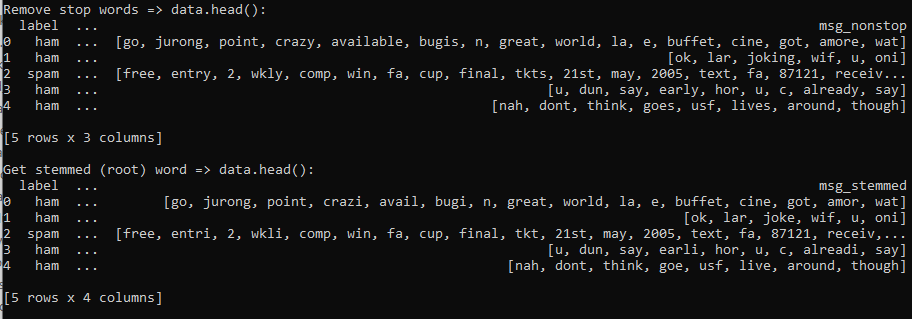 Remove stop words => data.head():
label ... msg_nonstop
0 ham ... [go, jurong, point, crazy, available, bugis, n, great, world, la, e, buffet, cine, got, amore, wat]
1 ham ... [ok, lar, joking, wif, u, oni]
2 spam ... [free, entry, 2, wkly, comp, win, fa, cup, final, tkts, 21st, may, 2005, text, fa, 87121, receiv...
3 ham ... [u, dun, say, early, hor, u, c, already, say]
4 ham ... [nah, dont, think, goes, usf, lives, around, though]
[5 rows x 3 columns]
Get stemmed (root) word => data.head():
label ... msg_stemmed
0 ham ... [go, jurong, point, crazi, avail, bugi, n, great, world, la, e, buffet, cine, got, amor, wat]
1 ham ... [ok, lar, joke, wif, u, oni]
2 spam ... [free, entri, 2, wkli, comp, win, fa, cup, final, tkt, 21st, may, 2005, text, fa, 87121, receiv,...
3 ham ... [u, dun, say, earli, hor, u, c, alreadi, say]
4 ham ... [nah, dont, think, goe, usf, live, around, though]
[5 rows x 4 columns]